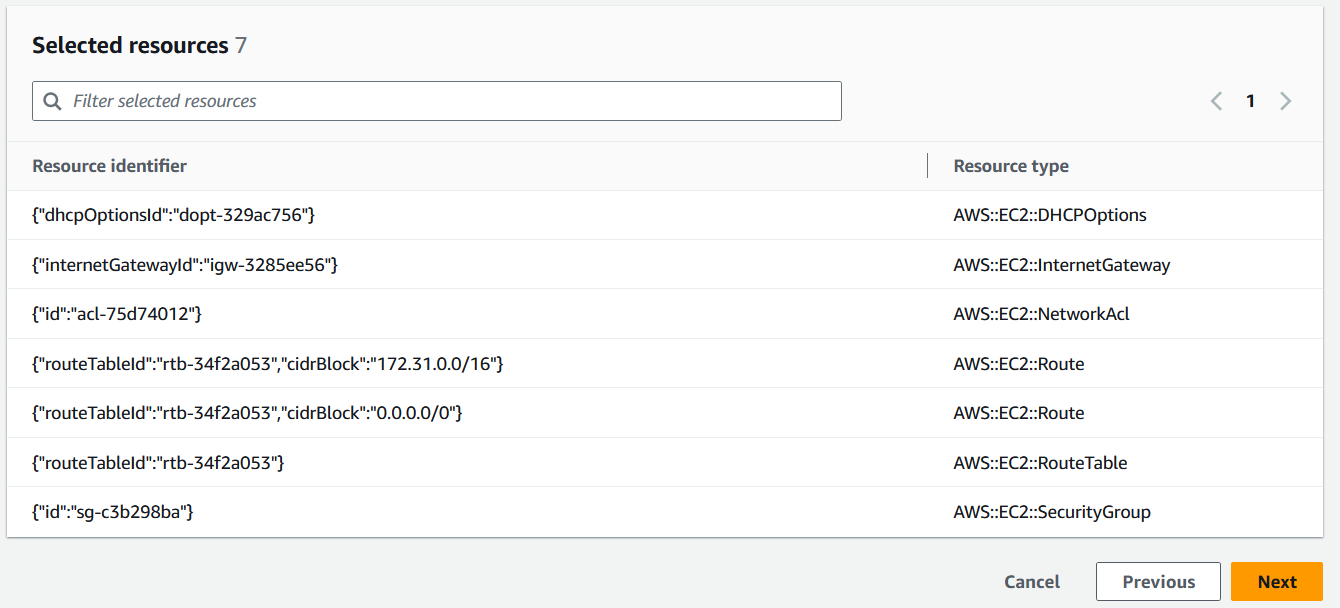 Selected resources 7
Filter selected resources
1
Resource identifier Resource type
{"dhcpOptionsId":"dopt-329ac756"} AWS::EC2::DHCPOptions
{"internetGatewayId":"igw-3285ee56"} AWS::EC2::InternetGateway
{"id":"acl-75d74012"} AWS::EC2::NetworkAcl
{"routeTableId":"rtb-34f2a053","cidrBlock":"172.31.0.0/16"} AWS::EC2::Route
{"routeTableId":"rtb-34f2a053","cidrBlock":"0.0.0.0/0"} AWS::EC2::Route
{"routeTableId":"rtb-34f2a053"} AWS::EC2::RouteTable
{"id":"sg-c3b298ba"} AWS::EC2::SecurityGroup
Cancel Previous Next